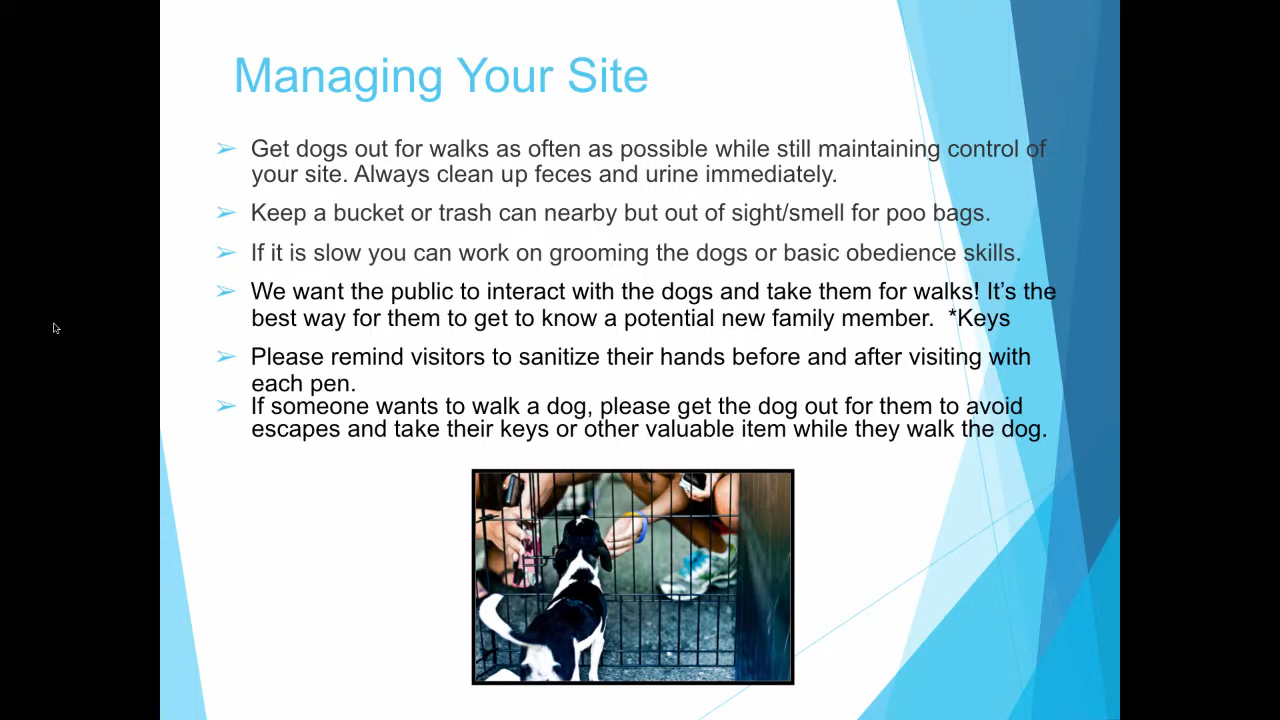 Managing Your Site
➢ Get dogs out for walks as often as possible while still maintaining control of
your site. Always clean up feces and urine immediately.
➢ Keep a bucket or trash can nearby but out of sight/smell for poo bags.
➢ If it is slow you can work on grooming the dogs or basic obedience skills.
➢ We want the public to interact with the dogs and take them for walks! It’s the
best way for them to get to know a potential new family member.  *Keys
➢ Please remind visitors to sanitize their hands before and after visiting with
each pen.
➢ If someone wants to walk a dog, please get the dog out for them to avoid
escapes and take their keys or other valuable item while they walk the dog.